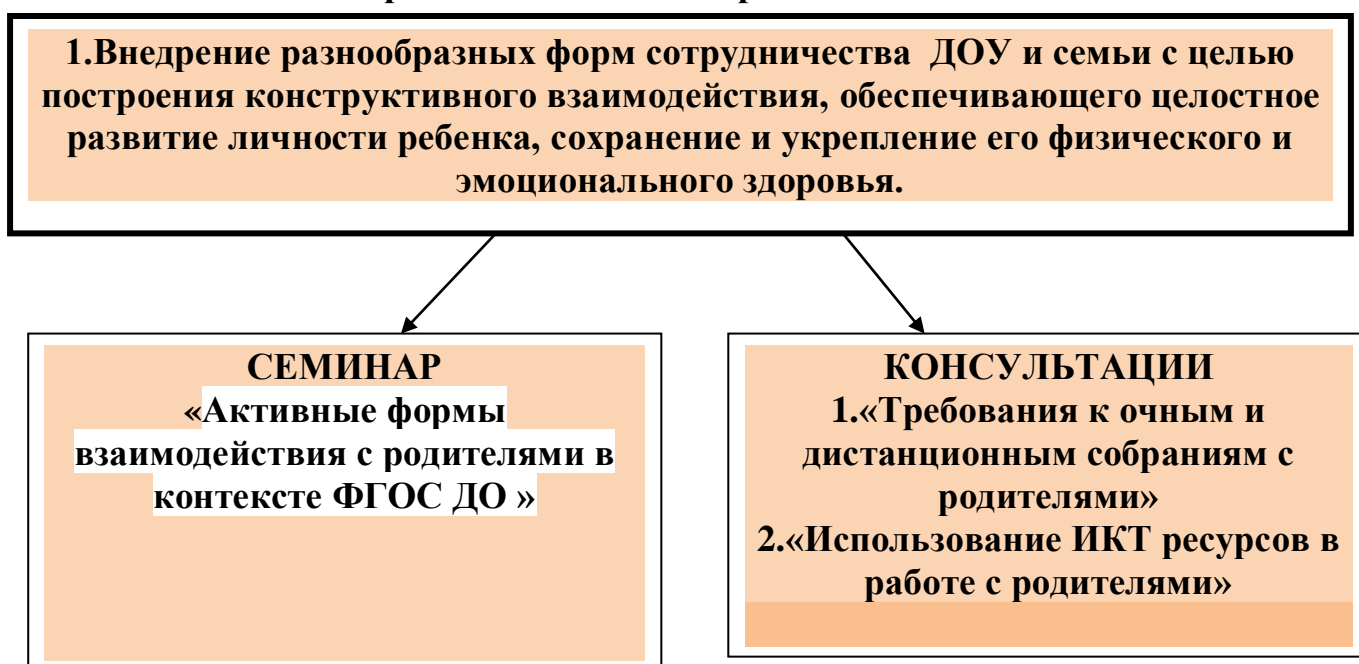 1.Внедрение разнообразных форм сотрудничества ДОУ и семьи с целью
построения конструктивного взаимодействия, обеспечивающего целостное
развитие личности ребенка, сохранение и укрепление его физического и
эмоционального здоровья.
СЕМИНАР
«Активные формы
взаимодействия с родителями в
контексте ФГОС ДО »
КОНСУЛЬТАЦИИ
1.«Требования к очным и
дистанционным собраниям с
родителями»
2.«Использование ИКТ ресурсов в
работе с родителями»